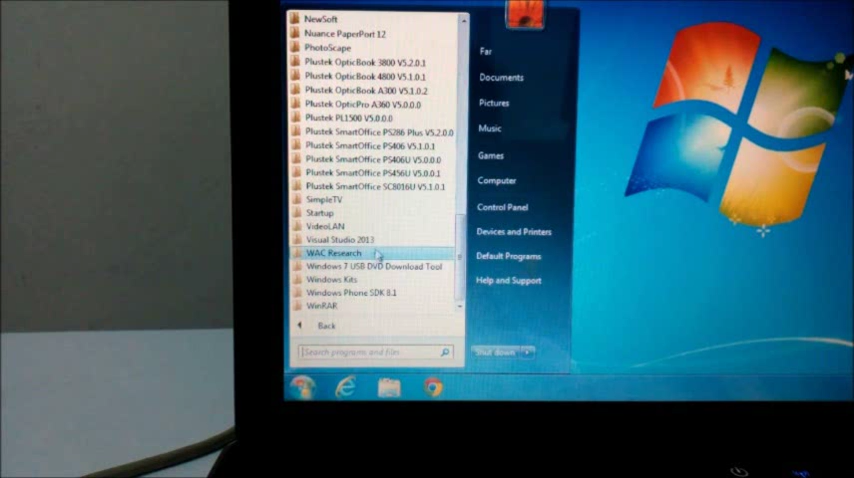 NewSoft
Nuance PaperPort 12
PhotoScape
Plustek OpticBook 3800 V5.2.0.1
Plustek OpticBook 4800 V5.1.0.1
Plustek OpticBook A300 V5.1.0.2
Plustek OpticPro A360 V5.0.0.0
Plustek PL1500 V5.0.0.0
Plustek SmartOffice PS286 Plus V5.2.0.0
Plustek SmartOffice PS406 V5.1.0.1
Plustek SmartOffice PS406U V5.0.0.0
Plustek SmartOffice PS456U V5.0.0.1
Plustek SmartOffice SC8016U V5.1.0.1
SimpleTV
Startup
VideoLAN
Visual Studio 2013
WAC Research
Windows 7 USB DVD Download Tool
Windows Kits
Windows Phone SDK 8.1
WinRAR
Back
Search programs and files
Far
Documents
Pictures
Music
Games
Computer
Control Panel
Devices and Printers
Default Programs
Help and Support
Shut down